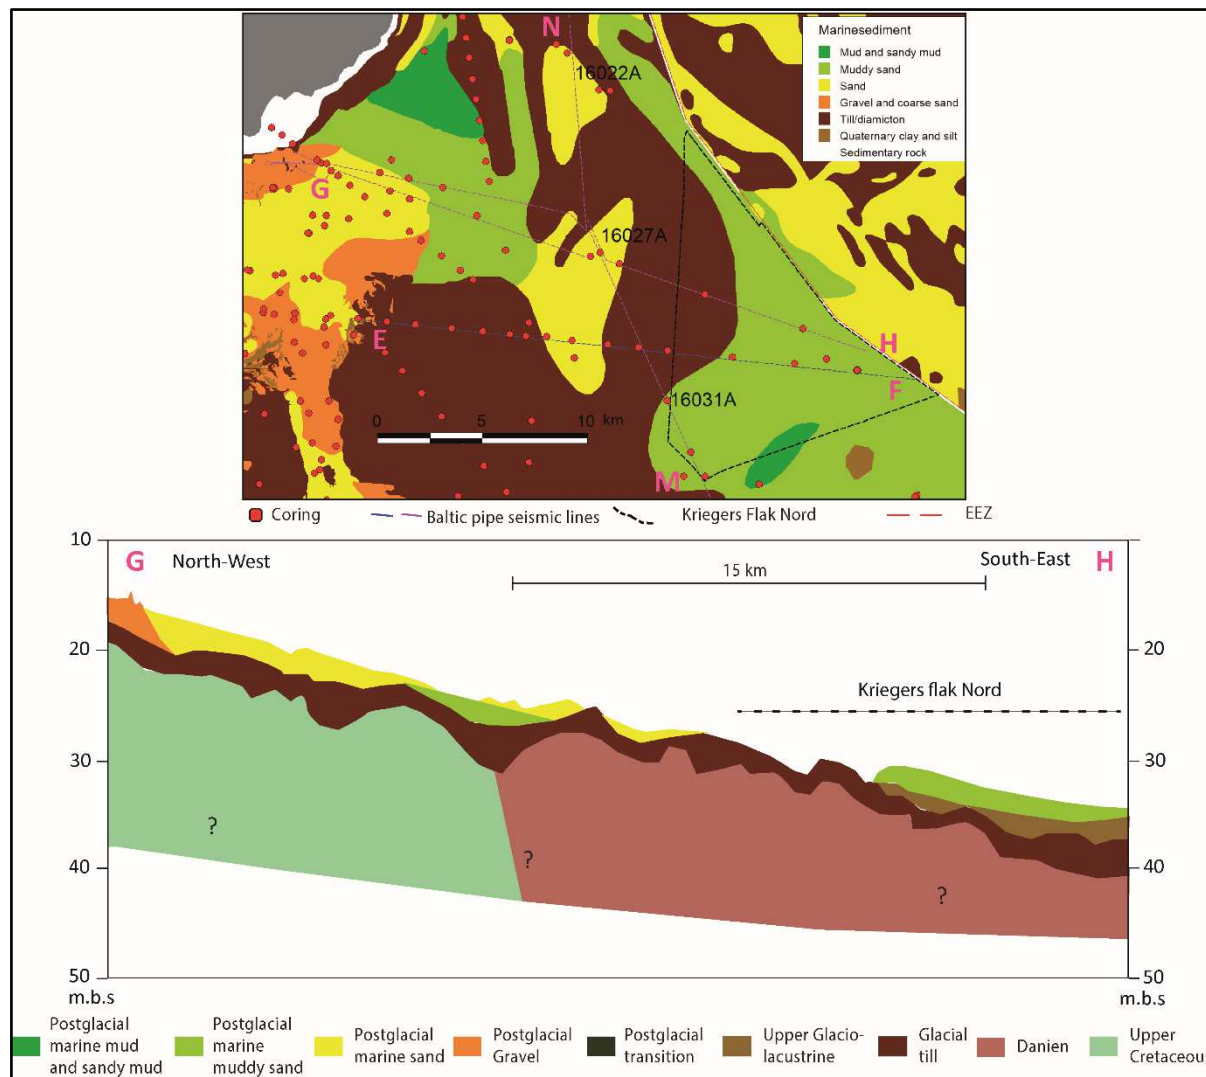 N
Marinesediment
Mud and sandy mud
Muddy sand
Sand
Gravel and coarse sand
Till/diamicton
Quaternary clay and silt
Sedimentary rock
16022A
G
16027A
E
H
F
16031A
0 5 10 km
M
Coring
Baltic pipe seismic lines
Kriegers Flak Nord
EEZ
10
G North-West
South-East H
15 km
20
20
Kriegers flak Nord
30
30
?
?
?
40
40
50
50
m.b.s
m.b.s
Postglacial
marine mud
and sandy mud
Postglacial
marine
muddy sand
Postglacial
marine sand
Postglacial
Gravel
Postglacial
transition
Upper Glacio-
lacustrine
Glacial
till
Danien
Upper
Cretaceou